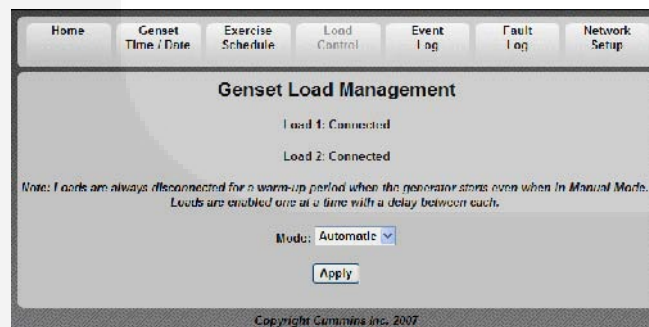 Home
Genset
Time / Date
Exercise
Schedule
Load
Control
Event
Log
Fault
Log
Network
Setup
Genset Load Management
Load 1: Connected
Load 2: Connected
Note: Loads are always disconnected for a warm-up period when the generator starts even when in Manual Mode.
Loads are enabled one at a time with a delay between each.
Mode: Automatic
Apply
Copyright Cummins Inc. 2007